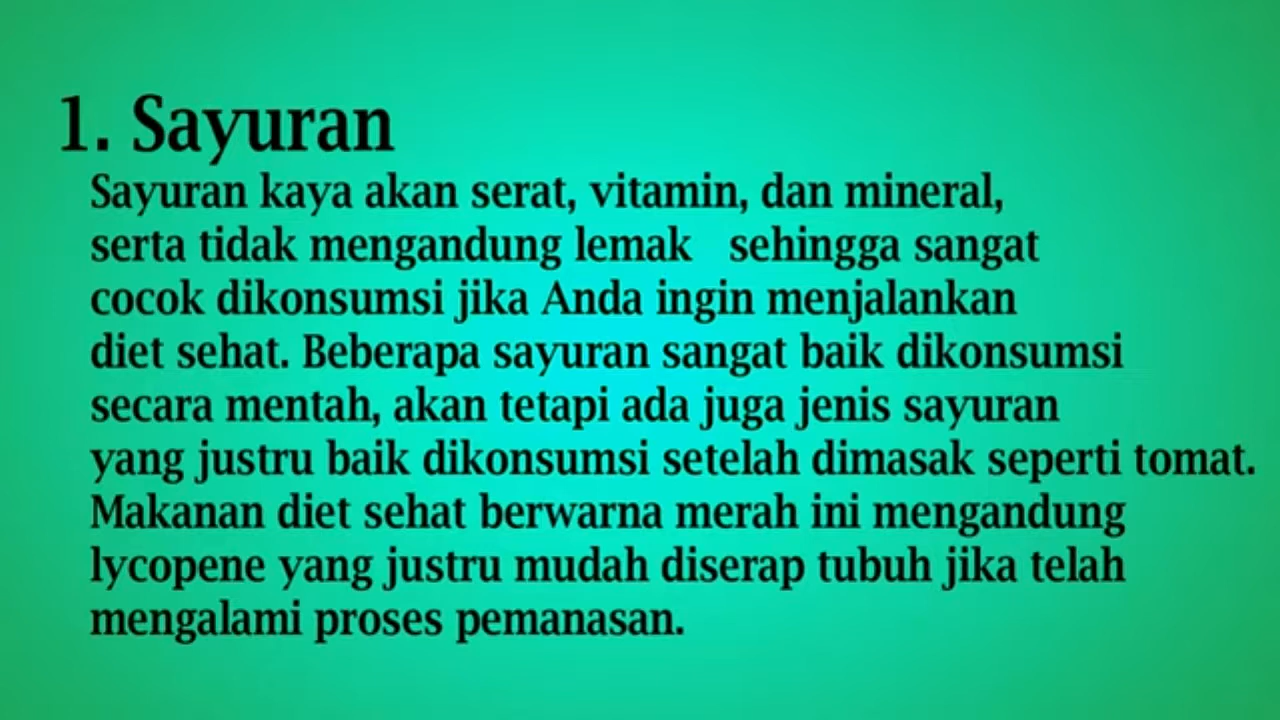 1. Sayuran
Sayuran kaya akan serat, vitamin, dan mineral,
serta tidak mengandung lemak   sehingga sangat
cocok dikonsumsi jika Anda ingin menjalankan
diet sehat. Beberapa sayuran sangat baik dikonsumsi
secara mentah, akan tetapi ada juga jenis sayuran
yang justru baik dikonsumsi setelah dimasak seperti tomat.
Makanan diet sehat berwarna merah ini mengandung
lycopene yang justru mudah diserap tubuh jika telah
mengalami proses pemanasan.